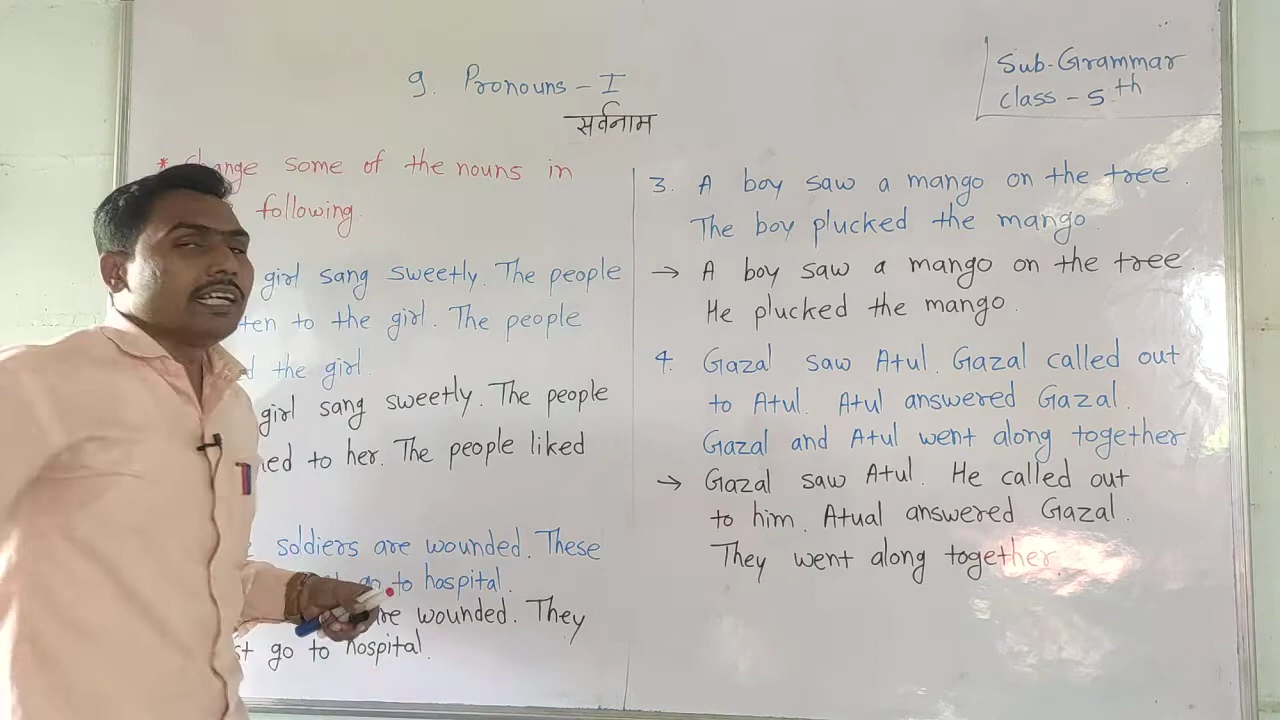 9. Pronouns - I
सर्वनाम
Sub-Grammar
Class - 5.th
* Change some of the nouns in
following.
girl sang sweetly. The people
to the girl. The people
the girl.
girl sang sweetly. The people
to her. The people liked
soldiers are wounded. These
go to hospital.
are wounded. They
go to hospital.
3. A boy saw a mango on the tree.
The boy plucked the mango.
→ A boy saw a mango on the tree.
He plucked the mango.
4. Gazal saw Atul. Gazal called out
to Atul. Atul answered Gazal.
Gazal and Atul went along together
→ Gazal saw Atul. He called out
to him. Atual answered Gazal.
They went along together.